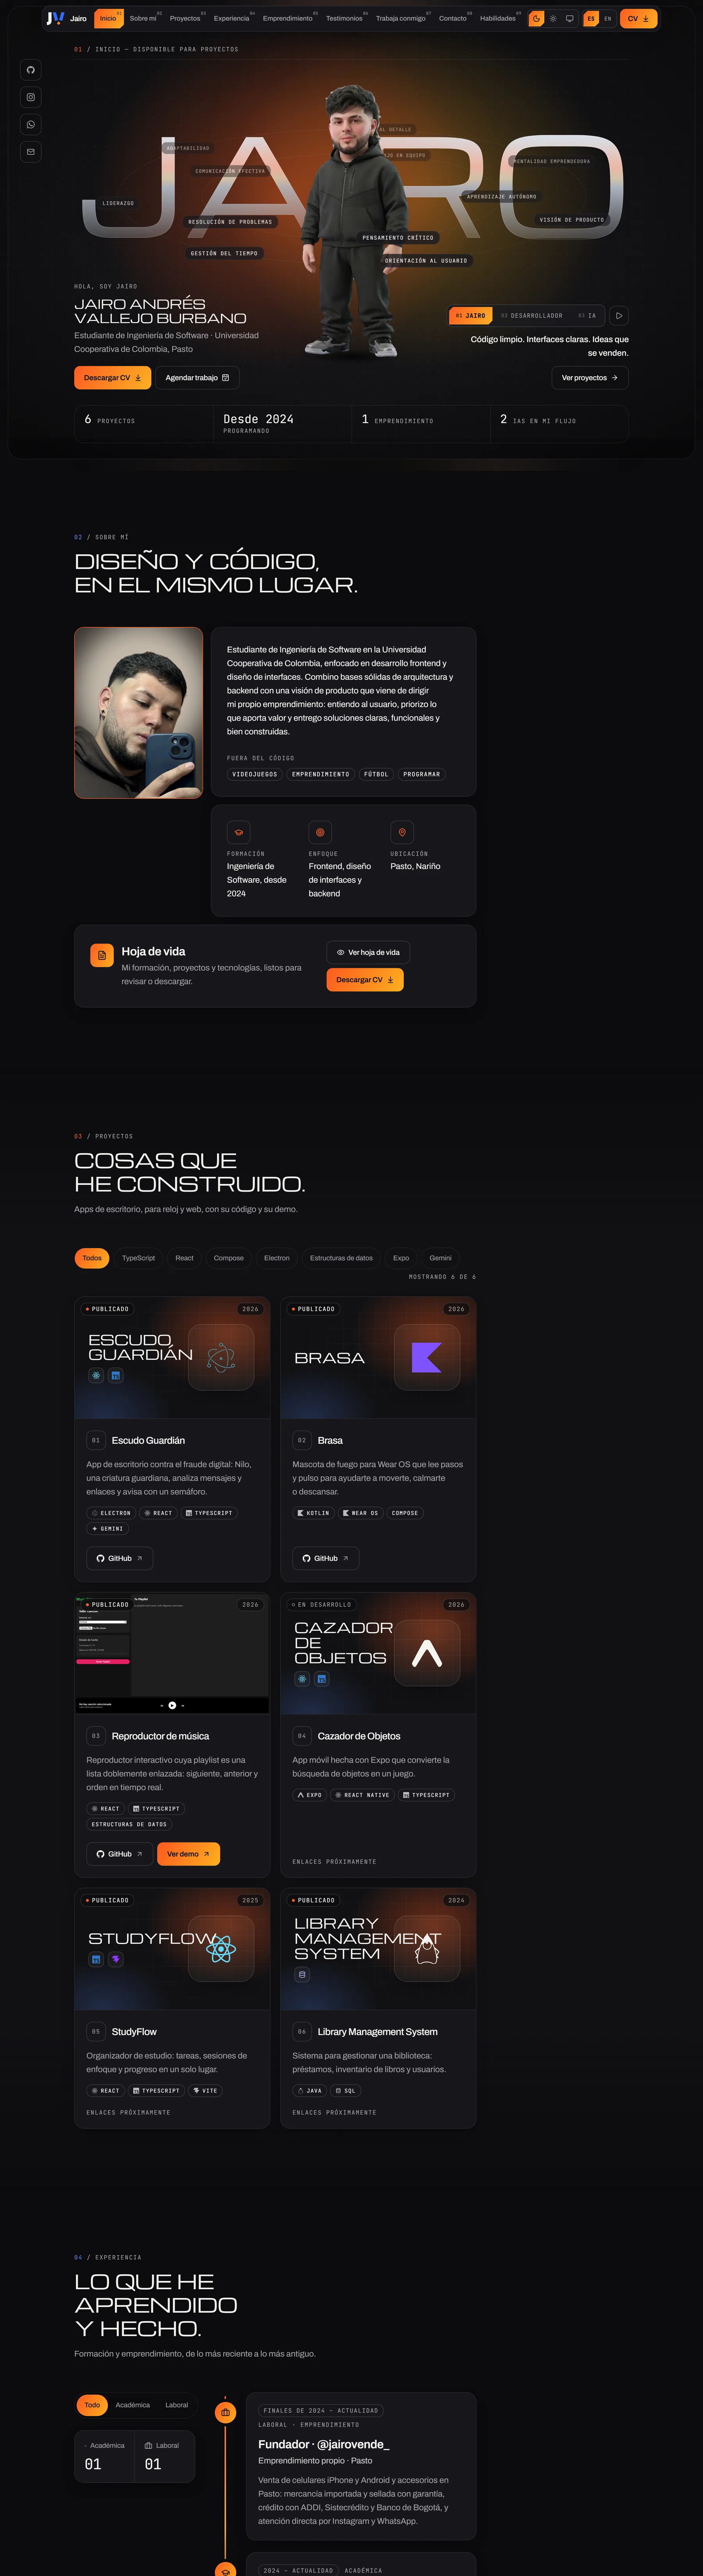 JV Jairo
Inicio 01
Sobre mí 02
Proyectos 03
Experiencia 04
Emprendimiento 05
Testimonios 06
Trabaja conmigo 07
Contacto 08
Habilidades 09
ES EN
CV
01 / INICIO — DISPONIBLE PARA PROYECTOS
JAIRO
AL DETALLE
ADAPTABILIDAD
JO EN EQUIPO
MENTALIDAD EMPRENDEDORA
COMUNICACIÓN EFECTIVA
APRENDIZAJE AUTÓNOMO
LIDERAZGO
RESOLUCIÓN DE PROBLEMAS
VISIÓN DE PRODUCTO
PENSAMIENTO CRÍTICO
GESTIÓN DEL TIEMPO
ORIENTACIÓN AL USUARIO
HOLA, SOY JAIRO
JAIRO ANDRÉS
VALLEJO BURBANO
Estudiante de Ingeniería de Software · Universidad
Cooperativa de Colombia, Pasto
Descargar CV
Agendar trabajo
01 JAIRO
02 DESARROLLADOR
03 IA
Código limpio. Interfaces claras. Ideas que
se venden.
Ver proyectos
6 PROYECTOS
Desde 2024
PROGRAMANDO
1 EMPRENDIMIENTO
2 IAS EN MI FLUJO
02 / SOBRE MÍ
DISEÑO Y CÓDIGO,
EN EL MISMO LUGAR.
Estudiante de Ingeniería de Software en la Universidad
Cooperativa de Colombia, enfocado en desarrollo frontend y
diseño de interfaces. Combino bases sólidas de arquitectura y
backend con una visión de producto que viene de dirigir
mi propio emprendimiento: entiendo al usuario, priorizo lo
que aporta valor y entrego soluciones claras, funcionales y
bien construidas.
FUERA DEL CÓDIGO
VIDEOJUEGOS
EMPRENDIMIENTO
FÚTBOL
PROGRAMAR
FORMACIÓN
Ingeniería de
Software, desde
2024
ENFOQUE
Frontend, diseño
de interfaces y
backend
UBICACIÓN
Pasto, Nariño
Hoja de vida
Mi formación, proyectos y tecnologías, listos para
revisar o descargar.
Ver hoja de vida
Descargar CV
03 / PROYECTOS
COSAS QUE
HE CONSTRUIDO.
Apps de escritorio, para reloj y web, con su código y su demo.
Todos
TypeScript
React
Compose
Electron
Estructuras de datos
Expo
Gemini
MOSTRANDO 6 DE 6
PUBLICADO
2026
ESCUDO
GUARDIÁN
01 Escudo Guardián
App de escritorio contra el fraude digital: Nilo,
una criatura guardiana, analiza mensajes y
enlaces y avisa con un semáforo.
ELECTRON
REACT
TYPESCRIPT
GEMINI
GitHub
PUBLICADO
2026
BRASA
02 Brasa
Mascota de fuego para Wear OS que lee pasos
y pulso para ayudarte a moverte, calmarte
o descansar.
KOTLIN
WEAR OS
COMPOSE
GitHub
PUBLICADO
2026
03 Reproductor de música
Reproductor interactivo cuya playlist es una
lista doblemente enlazada: siguiente, anterior y
orden en tiempo real.
REACT
TYPESCRIPT
ESTRUCTURAS DE DATOS
GitHub
Ver demo
EN DESARROLLO
2026
CAZADOR
DE
OBJETOS
04 Cazador de Objetos
App móvil hecha con Expo que convierte la
búsqueda de objetos en un juego.
EXPO
REACT NATIVE
TYPESCRIPT
ENLACES PRÓXIMAMENTE
PUBLICADO
2025
STUDYFLOW
05 StudyFlow
Organizador de estudio: tareas, sesiones de
enfoque y progreso en un solo lugar.
REACT
TYPESCRIPT
VITE
ENLACES PRÓXIMAMENTE
PUBLICADO
2024
LIBRARY
MANAGEMENT
SYSTEM
06 Library Management System
Sistema para gestionar una biblioteca:
préstamos, inventario de libros y usuarios.
JAVA
SQL
ENLACES PRÓXIMAMENTE
04 / EXPERIENCIA
LO QUE HE
APRENDIDO
Y HECHO.
Formación y emprendimiento, de lo más reciente a lo más antiguo.
Todo
Académica
Laboral
Académica
01
Laboral
01
FINALES DE 2024 — ACTUALIDAD
LABORAL · EMPRENDIMIENTO
Fundador · @jairovende_
Emprendimiento propio · Pasto
Venta de celulares iPhone y Android y accesorios en
Pasto: mercancía importada y sellada con garantía,
crédito con ADDI, Sistecrédito y Banco de Bogotá, y
atención directa por Instagram y WhatsApp.
2024 — ACTUALIDAD
ACADÉMICA